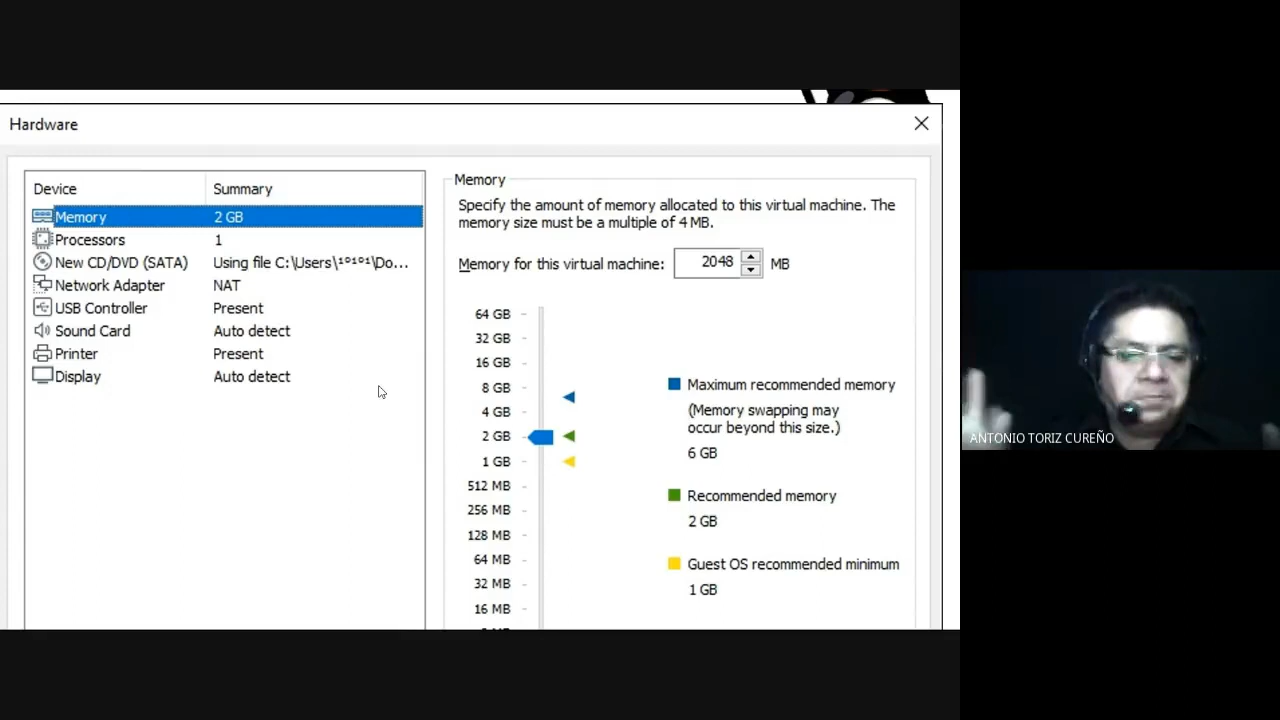 Hardware
Device Summary
Memory 2 GB
Processors 1
New CD/DVD (SATA) Using file C:\Users\¹⁰¹⁰¹\Do...
Network Adapter NAT
USB Controller Present
Sound Card Auto detect
Printer Present
Display Auto detect
Memory
Specify the amount of memory allocated to this virtual machine. The
memory size must be a multiple of 4 MB.
Memory for this virtual machine: 2048 MB
64 GB
32 GB
16 GB
8 GB
4 GB
2 GB
1 GB
512 MB
256 MB
128 MB
64 MB
32 MB
16 MB
Maximum recommended memory
(Memory swapping may
occur beyond this size.)
6 GB
Recommended memory
2 GB
Guest OS recommended minimum
1 GB
ANTONIO TORIZ CUREÑO